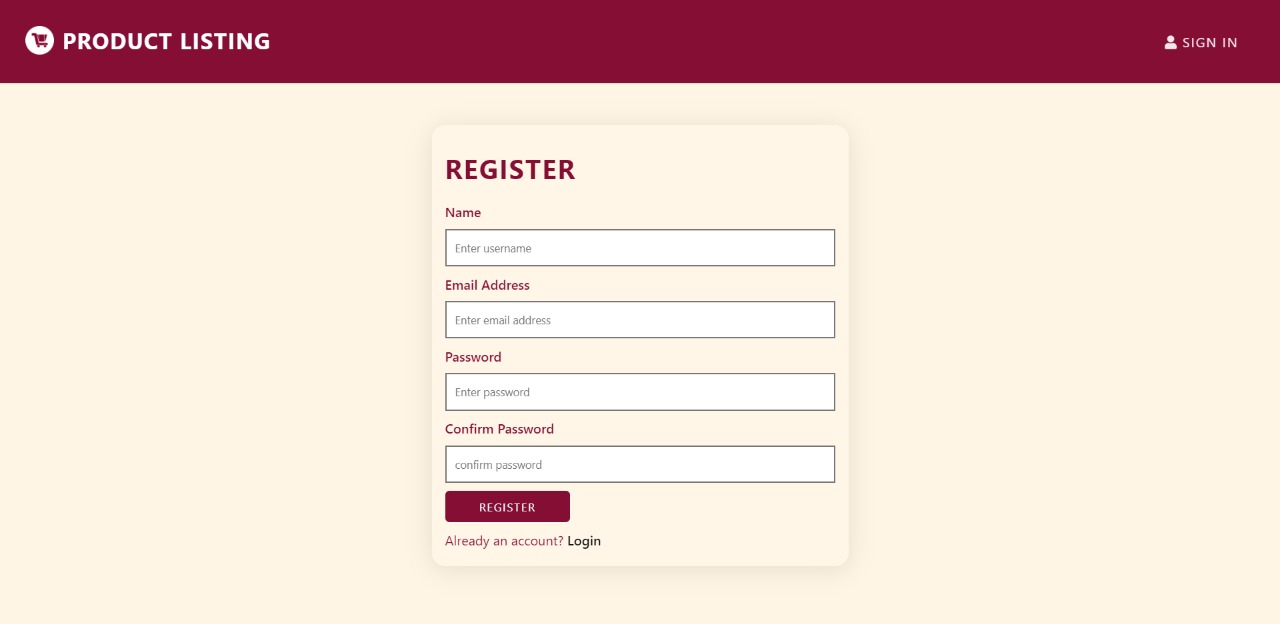 PRODUCT LISTING
SIGN IN
REGISTER
Name
Enter username
Email Address
Enter email address
Password
Enter password
Confirm Password
confirm password
REGISTER
Already an account? Login